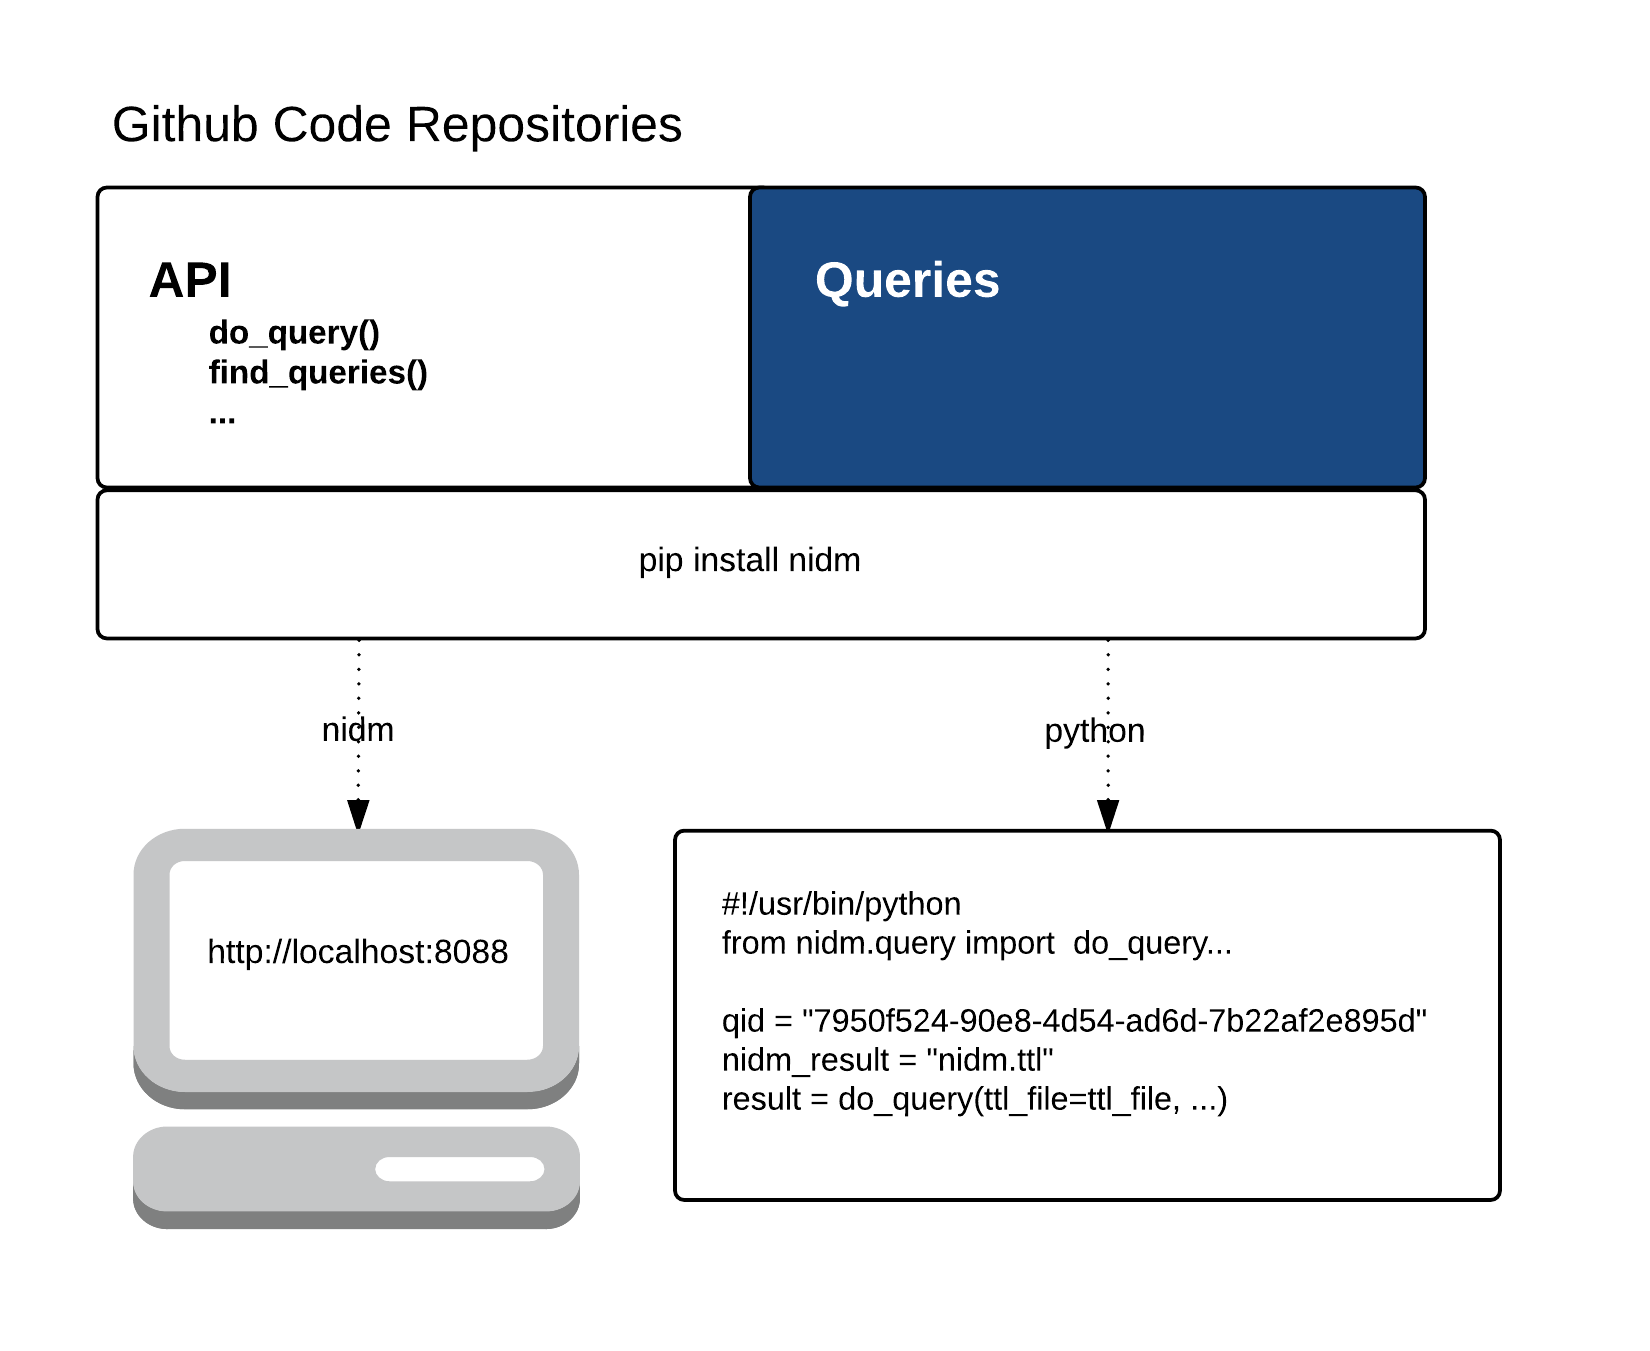 Github Code Repositories
API
do_query()
find_queries()
...
Queries
pip install nidm
nidm
python
http://localhost:8088
#!/usr/bin/python
from nidm.query import  do_query...
qid = "7950f524-90e8-4d54-ad6d-7b22af2e895d"
nidm_result = "nidm.ttl"
result = do_query(ttl_file=ttl_file, ...)